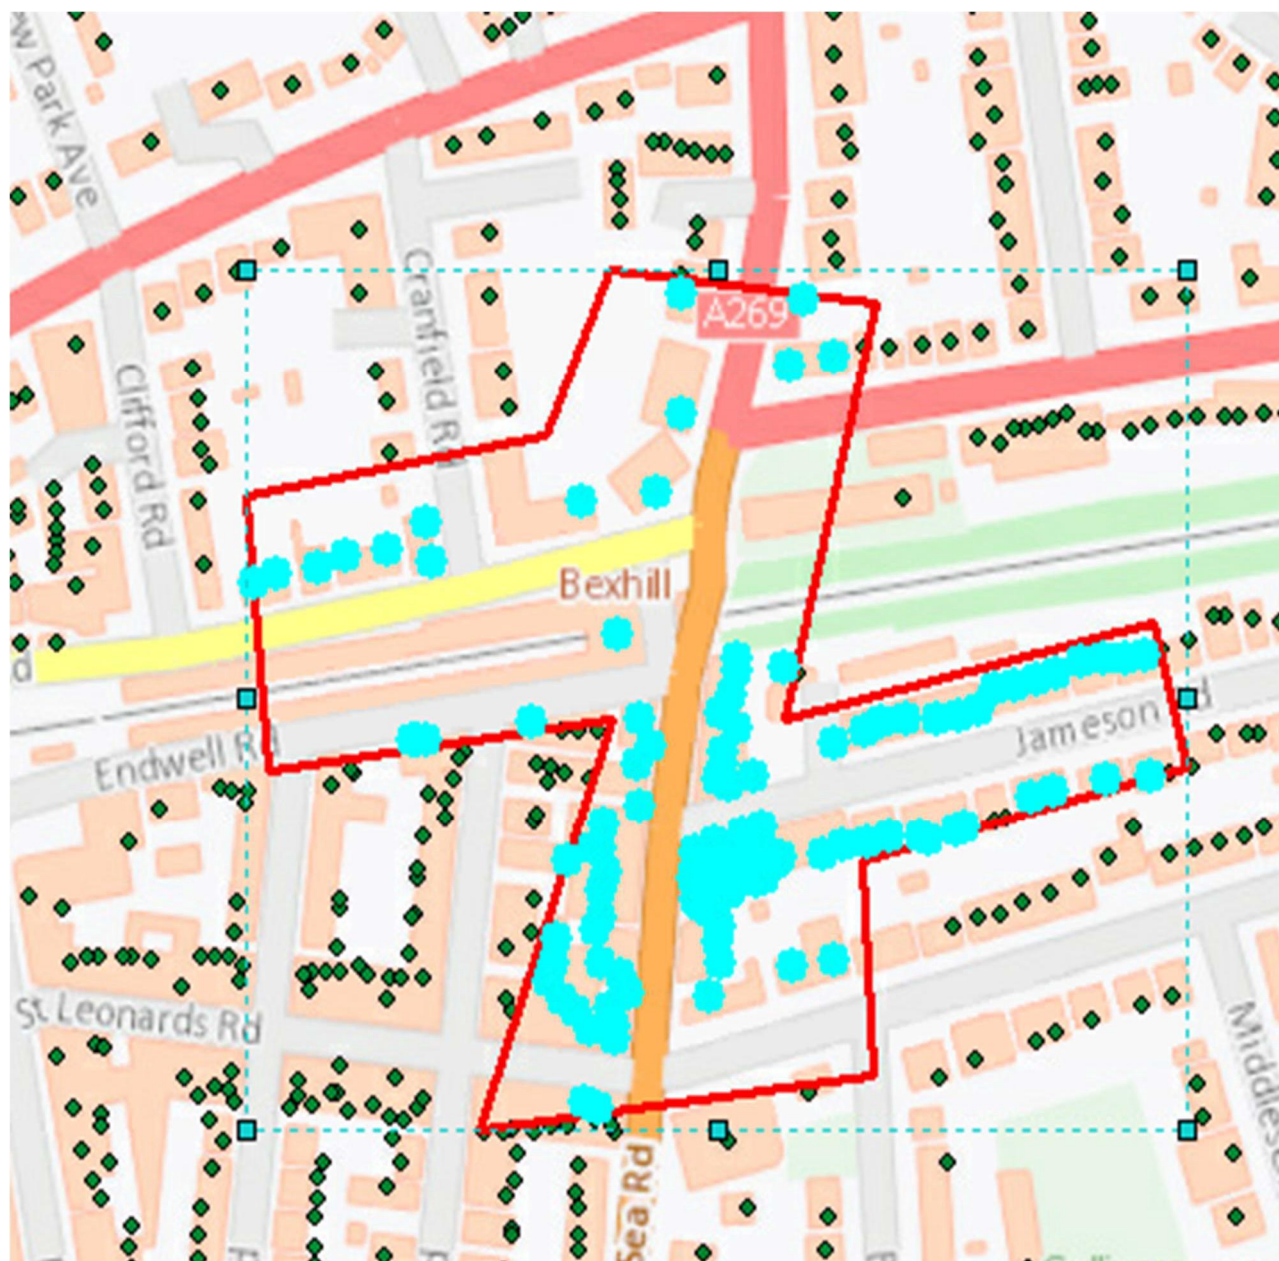 w Park Ave
Cranfield Rd
A269
Clifford Rd
Bexhill
d
Endwell Rd
Jameson Rd
St Leonards Rd
Middlese
Sea Rd